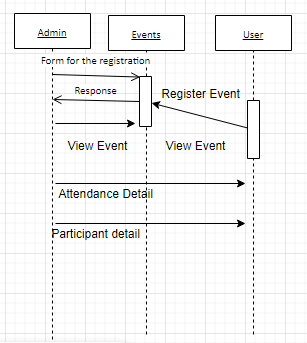 Admin
Events
User
Form for the registration
Response
Register Event
View Event
View Event
Attendance Detail
Participant detail